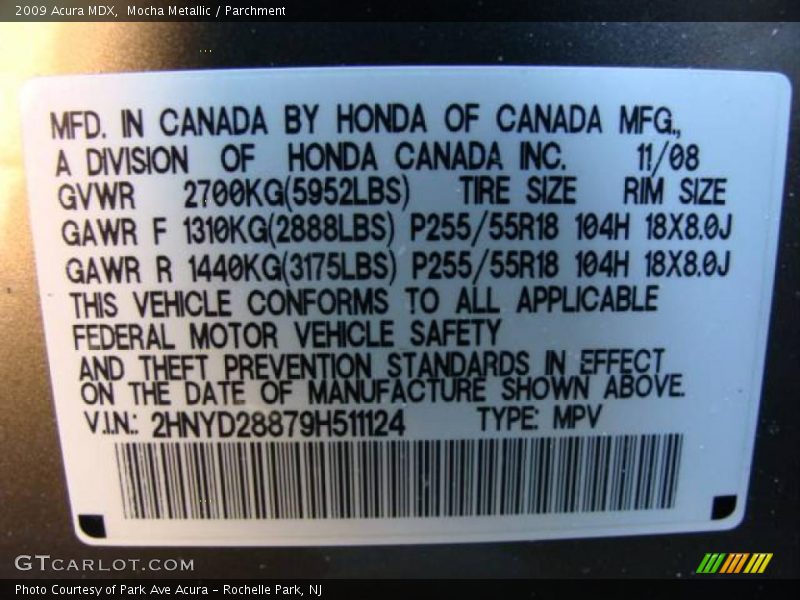 2009 Acura MDX,  Mocha Metallic / Parchment
MFD. IN CANADA BY HONDA OF CANADA MFG.,
A DIVISION OF HONDA CANADA INC. 11/08
GVWR 2700KG(5952LBS) TIRE SIZE RIM SIZE
GAWR F 1310KG(2888LBS) P255/55R18 104H 18X8.0J
GAWR R 1440KG(3175LBS) P255/55R18 104H 18X8.0J
THIS VEHICLE CONFORMS TO ALL APPLICABLE
FEDERAL MOTOR VEHICLE SAFETY
AND THEFT PREVENTION STANDARDS IN EFFECT
ON THE DATE OF MANUFACTURE SHOWN ABOVE.
V.I.N.: 2HNYD28879H511124 TYPE: MPV
GTCARLOT.COM
Photo Courtesy of Park Ave Acura - Rochelle Park, NJ